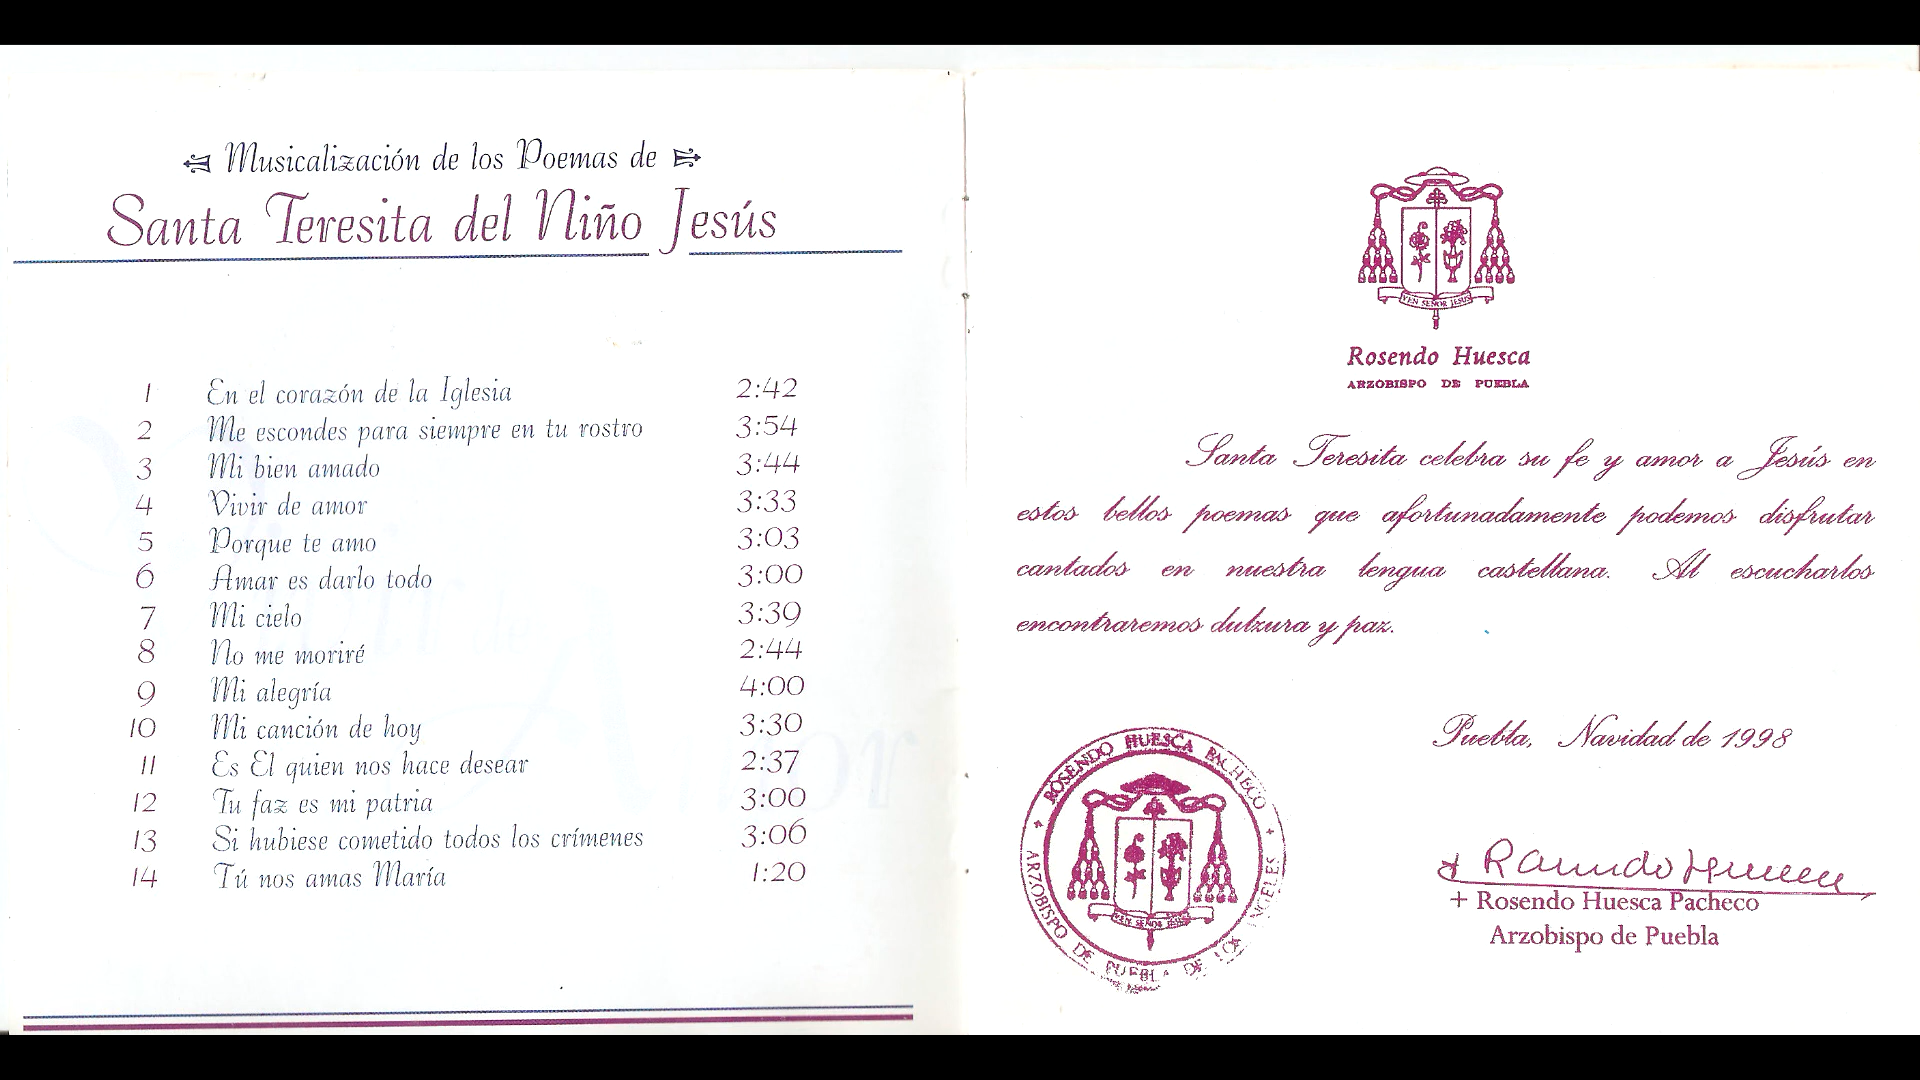 Musicalización de los Poemas de
Santa Teresita del Niño Jesús
1 En el corazón de la Iglesia 2:42
2 Me escondes para siempre en tu rostro 3:54
3 Mi bien amado 3:44
4 Vivir de amor 3:33
5 Porque te amo 3:03
6 Amar es darlo todo 3:00
7 Mi cielo 3:39
8 No me moriré 2:44
9 Mi alegría 4:00
10 Mi canción de hoy 3:30
11 Es El quien nos hace desear 2:37
12 Tu faz es mi patria 3:00
13 Si hubiese cometido todos los crímenes 3:06
14 Tú nos amas María 1:20
VEN SEÑOR JESUS
Rosendo Huesca
ARZOBISPO DE PUEBLA
Santa Teresita celebra su fe y amor a Jesús en
estos bellos poemas que afortunadamente podemos disfrutar
cantados en nuestra lengua castellana. Al escucharlos
encontraremos dulzura y paz.
Puebla, Navidad de 1998
ROSENDO HUESCA PACHECO
ARZOBISPO DE PUEBLA DE LOS ANGELES
VEN SEÑOR JESUS
+ Rosendo Huesca
+ Rosendo Huesca Pacheco
Arzobispo de Puebla